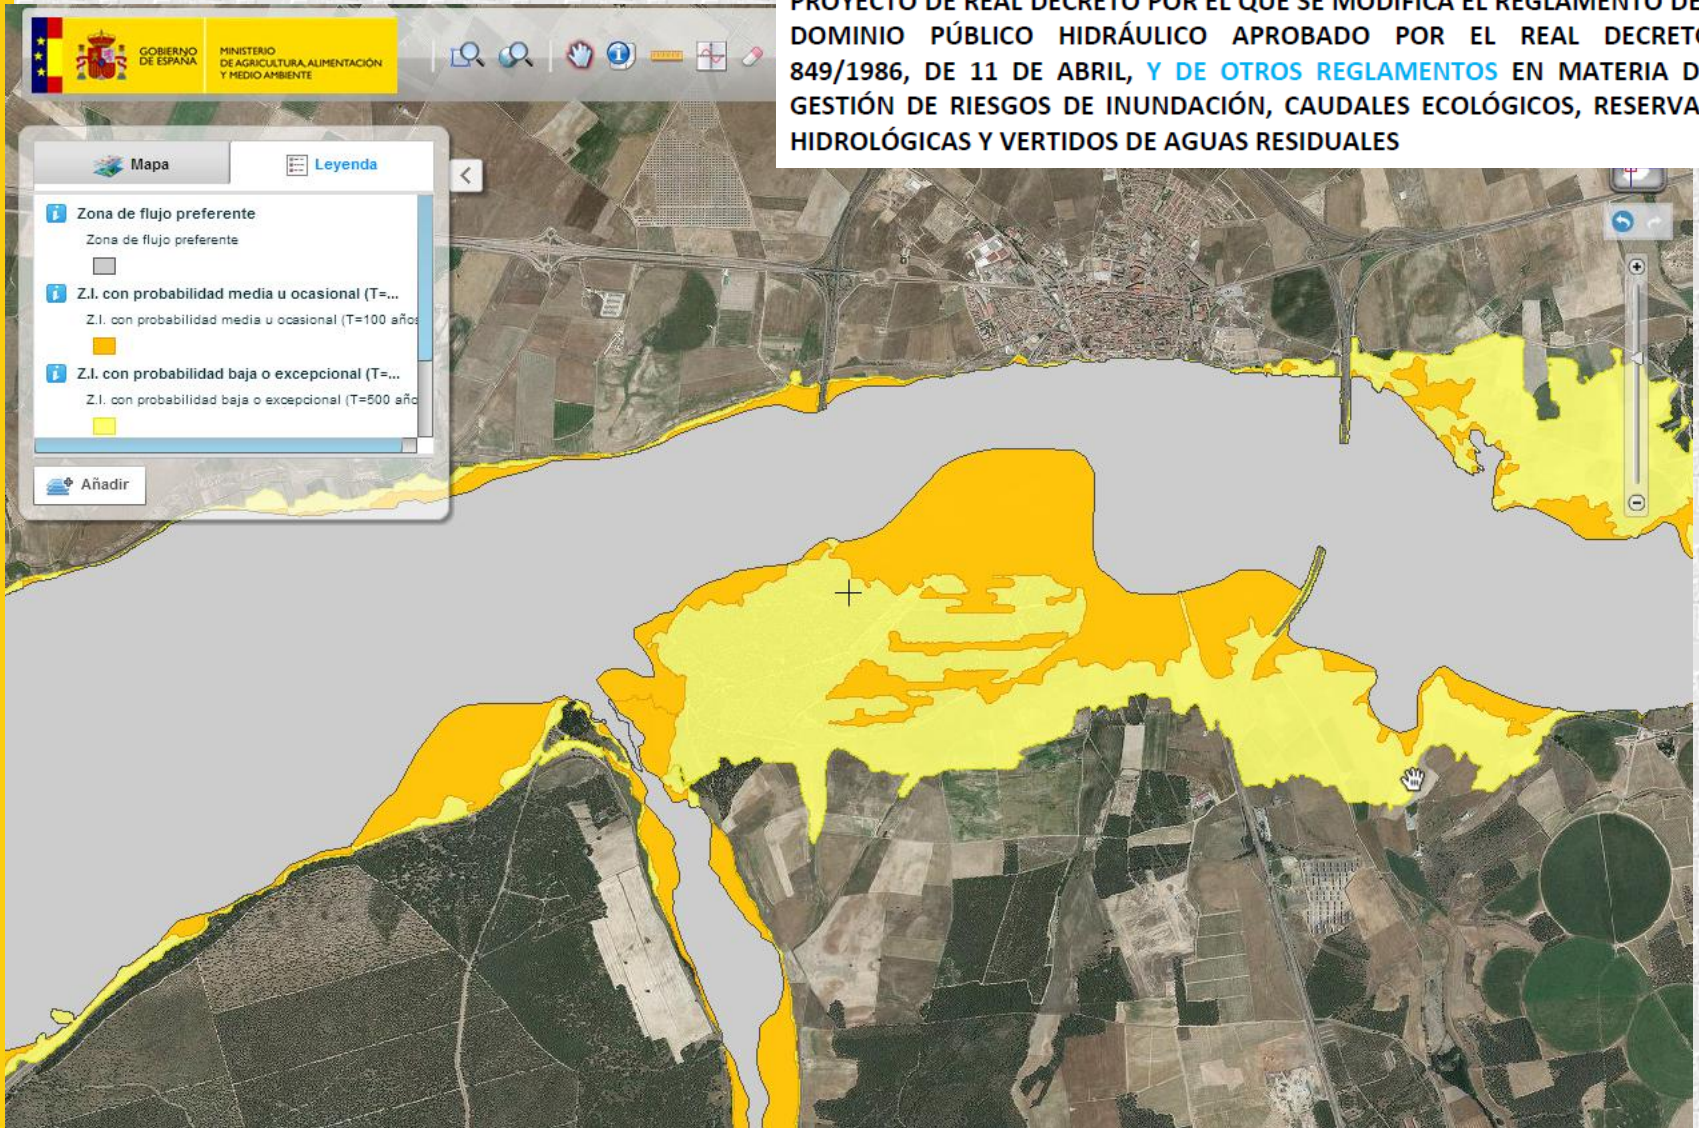 PROYECTO DE REAL DECRETO POR EL QUE SE MODIFICA EL REGLAMENTO DE
DOMINIO PÚBLICO HIDRÁULICO APROBADO POR EL REAL DECRETO
849/1986, DE 11 DE ABRIL, Y DE OTROS REGLAMENTOS EN MATERIA D
GESTIÓN DE RIESGOS DE INUNDACIÓN, CAUDALES ECOLÓGICOS, RESERVA
HIDROLÓGICAS Y VERTIDOS DE AGUAS RESIDUALES
GOBIERNO
DE ESPAÑA
MINISTERIO
DE AGRICULTURA, ALIMENTACIÓN
Y MEDIO AMBIENTE
Mapa
Leyenda
Zona de flujo preferente
Zona de flujo preferente
Z.I. con probabilidad media u ocasional (T=...
Z.I. con probabilidad media u ocasional (T=100 años
Z.I. con probabilidad baja o excepcional (T=...
Z.I. con probabilidad baja o excepcional (T=500 año
Añadir